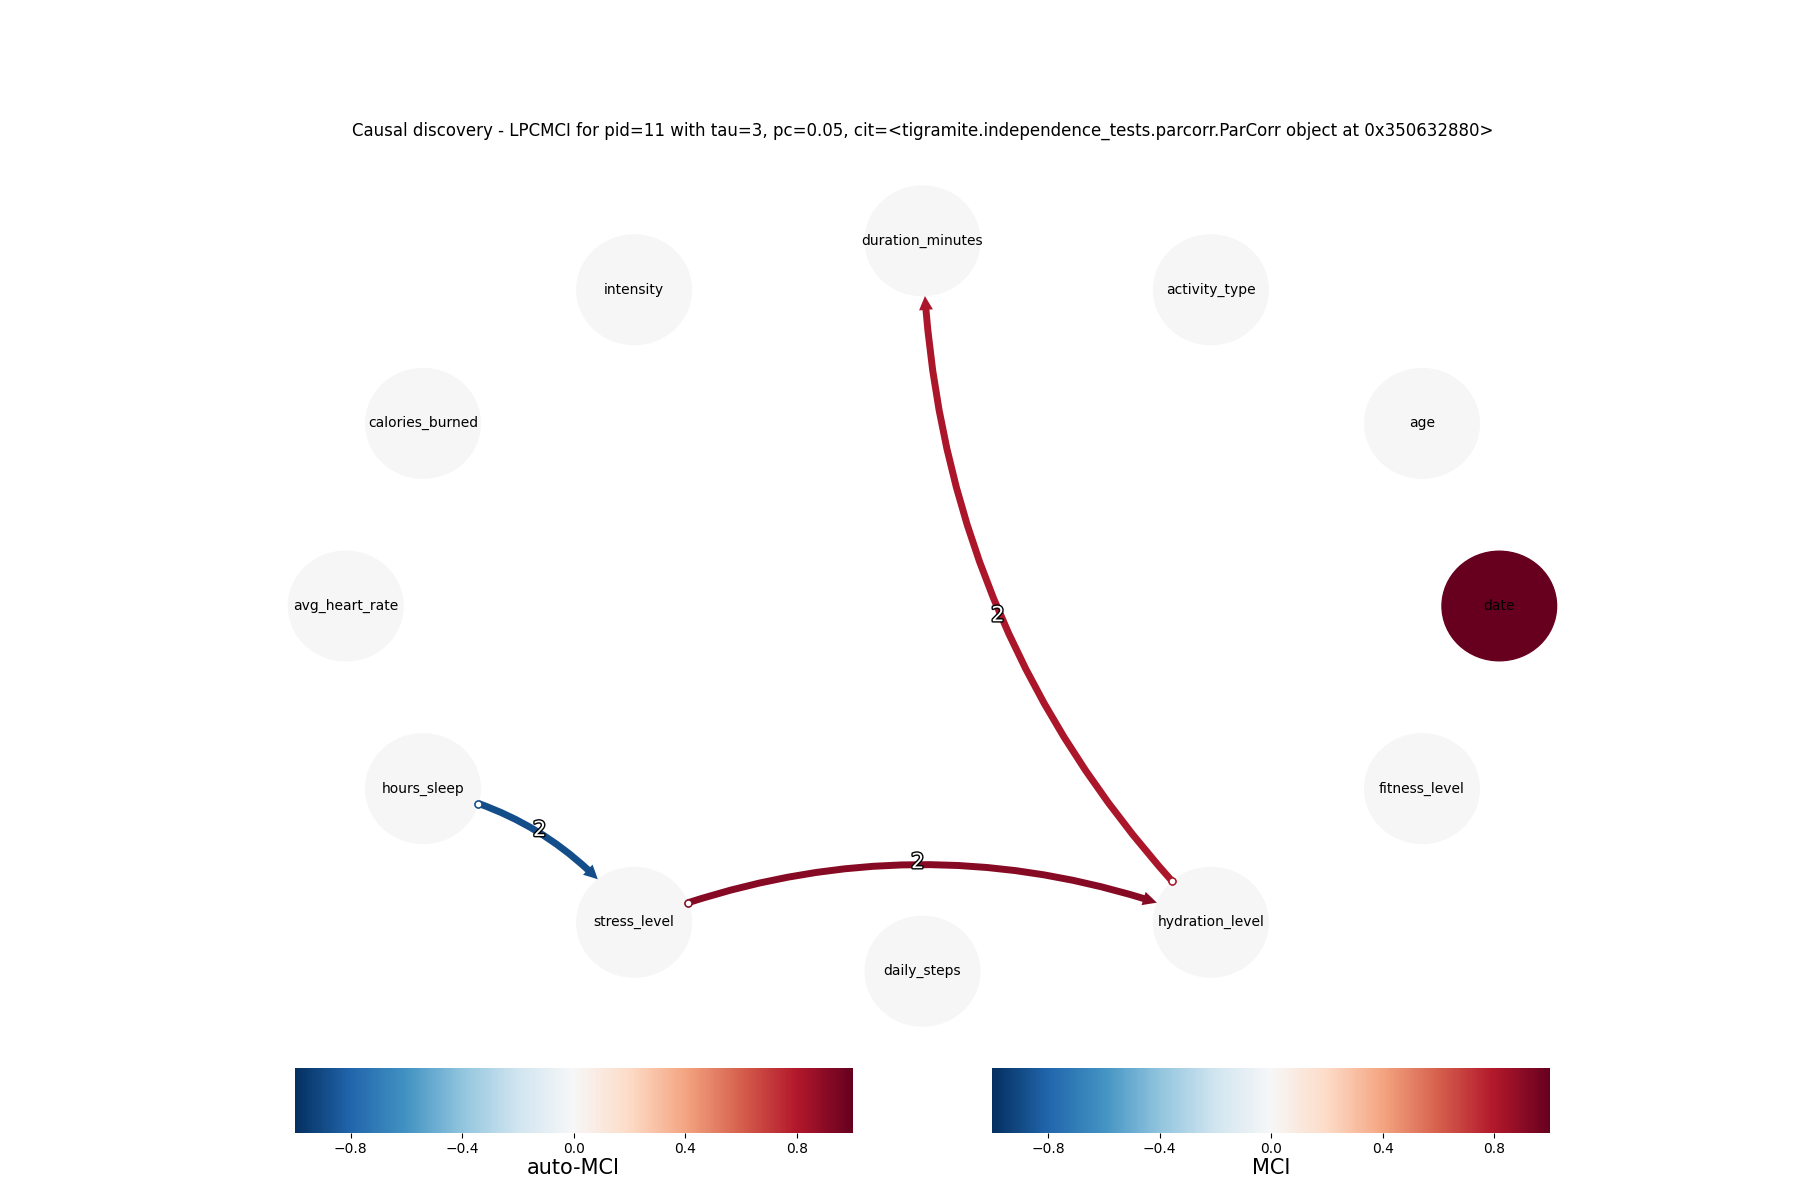 Causal discovery - LPCMCI for pid=11 with tau=3, pc=0.05, cit=<tigramite.independence_tests.parcorr.ParCorr object at 0x350632880>
duration_minutes
intensity
activity_type
calories_burned
age
avg_heart_rate
date
2
hours_sleep
fitness_level
2
2
stress_level
hydration_level
daily_steps
−0.8 −0.4 0.0 0.4 0.8
auto-MCI
−0.8 −0.4 0.0 0.4 0.8
MCI